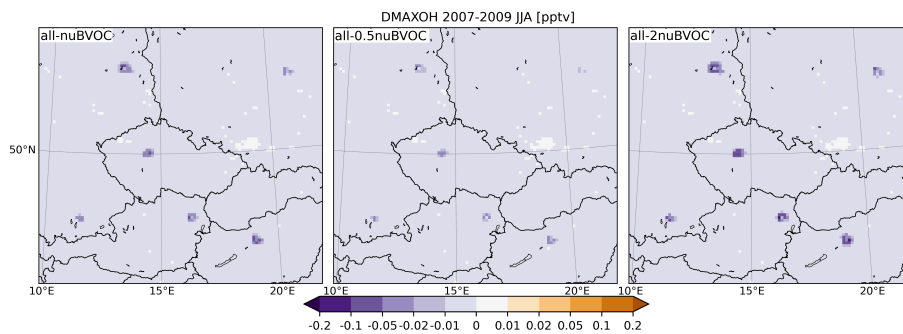 DMAXOH 2007-2009 JJA [pptv]
all-nuBVOC all-0.5nuBVOC all-2nuBVOC
50°N
10°E 15°E 20°E 10°E 15°E 20°E 10°E 15°E 20°E
-0.2 -0.1 -0.05 -0.02 -0.01 0 0.01 0.02 0.05 0.1 0.2